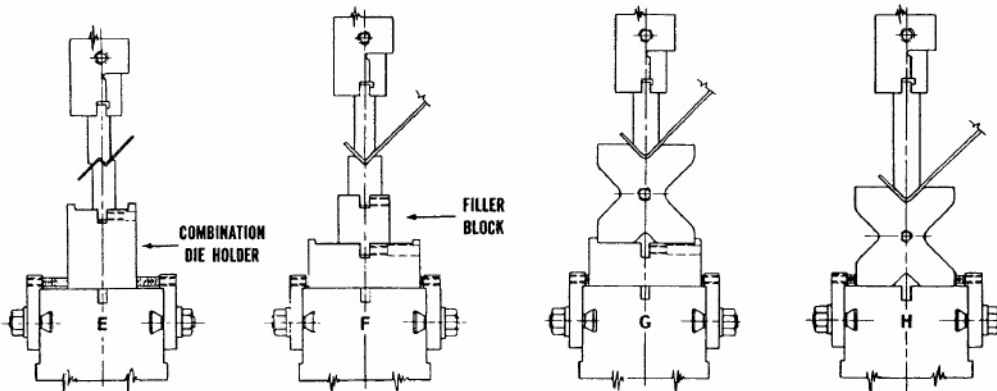 COMBINATION
DIE HOLDER
FILLER
BLOCK
E
F
G
H